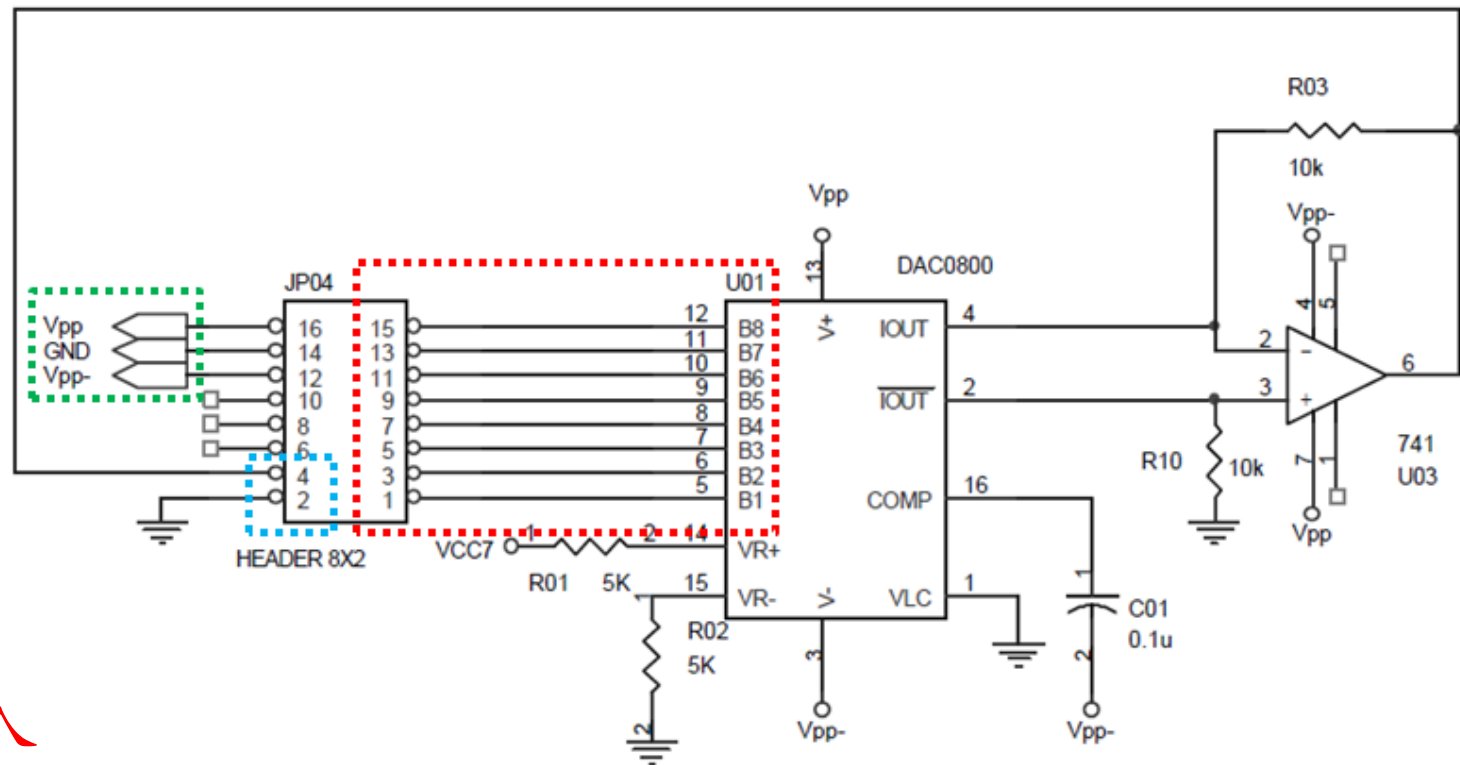 R03
10k
Vpp
Vpp-
DAC0800
JP04
U01
13
4
5
Vpp
16
15
12
B8
V+
IOUT
4
GND
14
13
11
B7
2
-
Vpp-
12
11
10
B6
6
10
9
9
B5
IOUT
2
3
+
8
7
8
B4
6
5
7
B3
741
4
3
6
B2
R10
10k
7
1
U03
2
1
5
B1
COMP
16
Vpp
HEADER 8X2
VCC7
1
2
14
VR+
R01
5K
15
VR-
V-
VLC
1
1
1
C01
0.1u
R02
5K
3
2
2
Vpp-
Vpp-